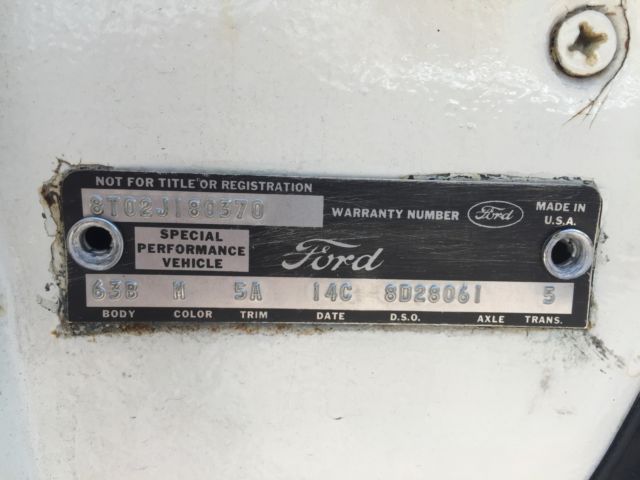 NOT FOR TITLE OR REGISTRATION
8T02J180370
WARRANTY NUMBER
Ford
MADE IN
U.S.A.
SPECIAL
PERFORMANCE
VEHICLE
Ford
63B M 5A 14C 8D28061 5
BODY COLOR TRIM DATE D.S.O. AXLE TRANS.